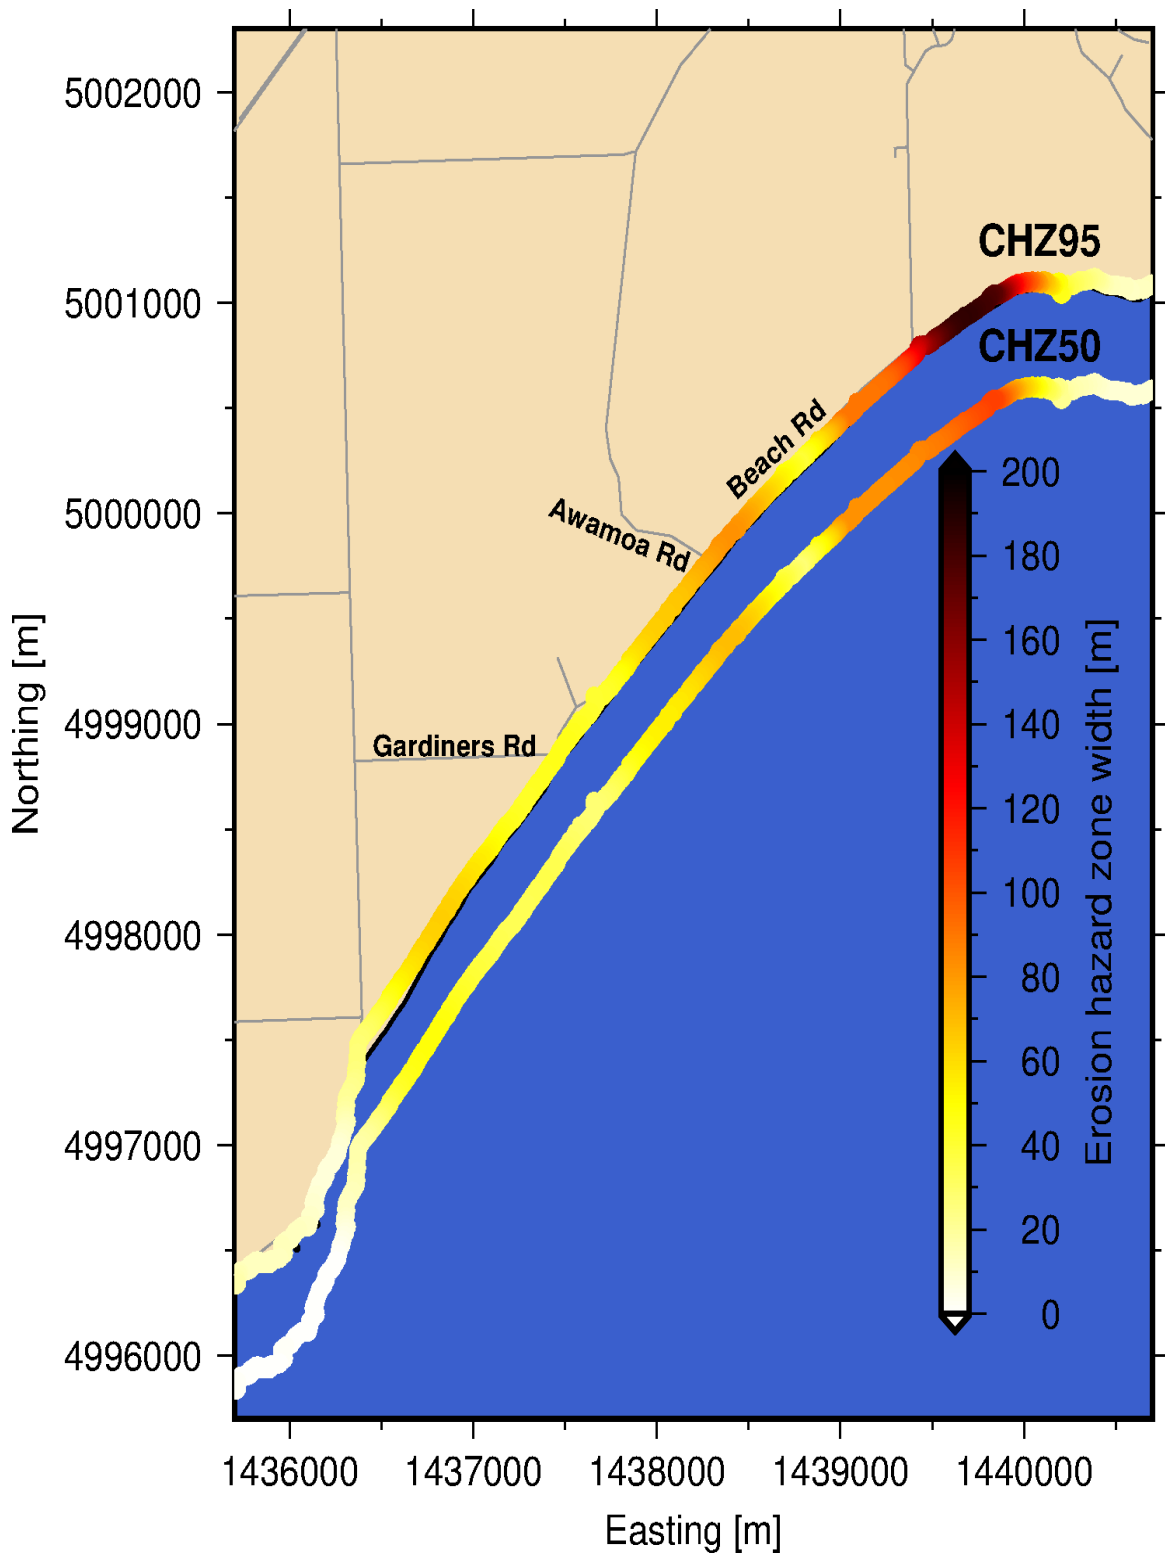 5002000
5001000
5000000
4999000
4998000
4997000
4996000
Northing [m]
CHZ95
CHZ50
Beach Rd
Awamoa Rd
Gardiners Rd
200
180
160
140
120
100
80
60
40
20
0
Erosion hazard zone width [m]
1436000 1437000 1438000 1439000 1440000
Easting [m]